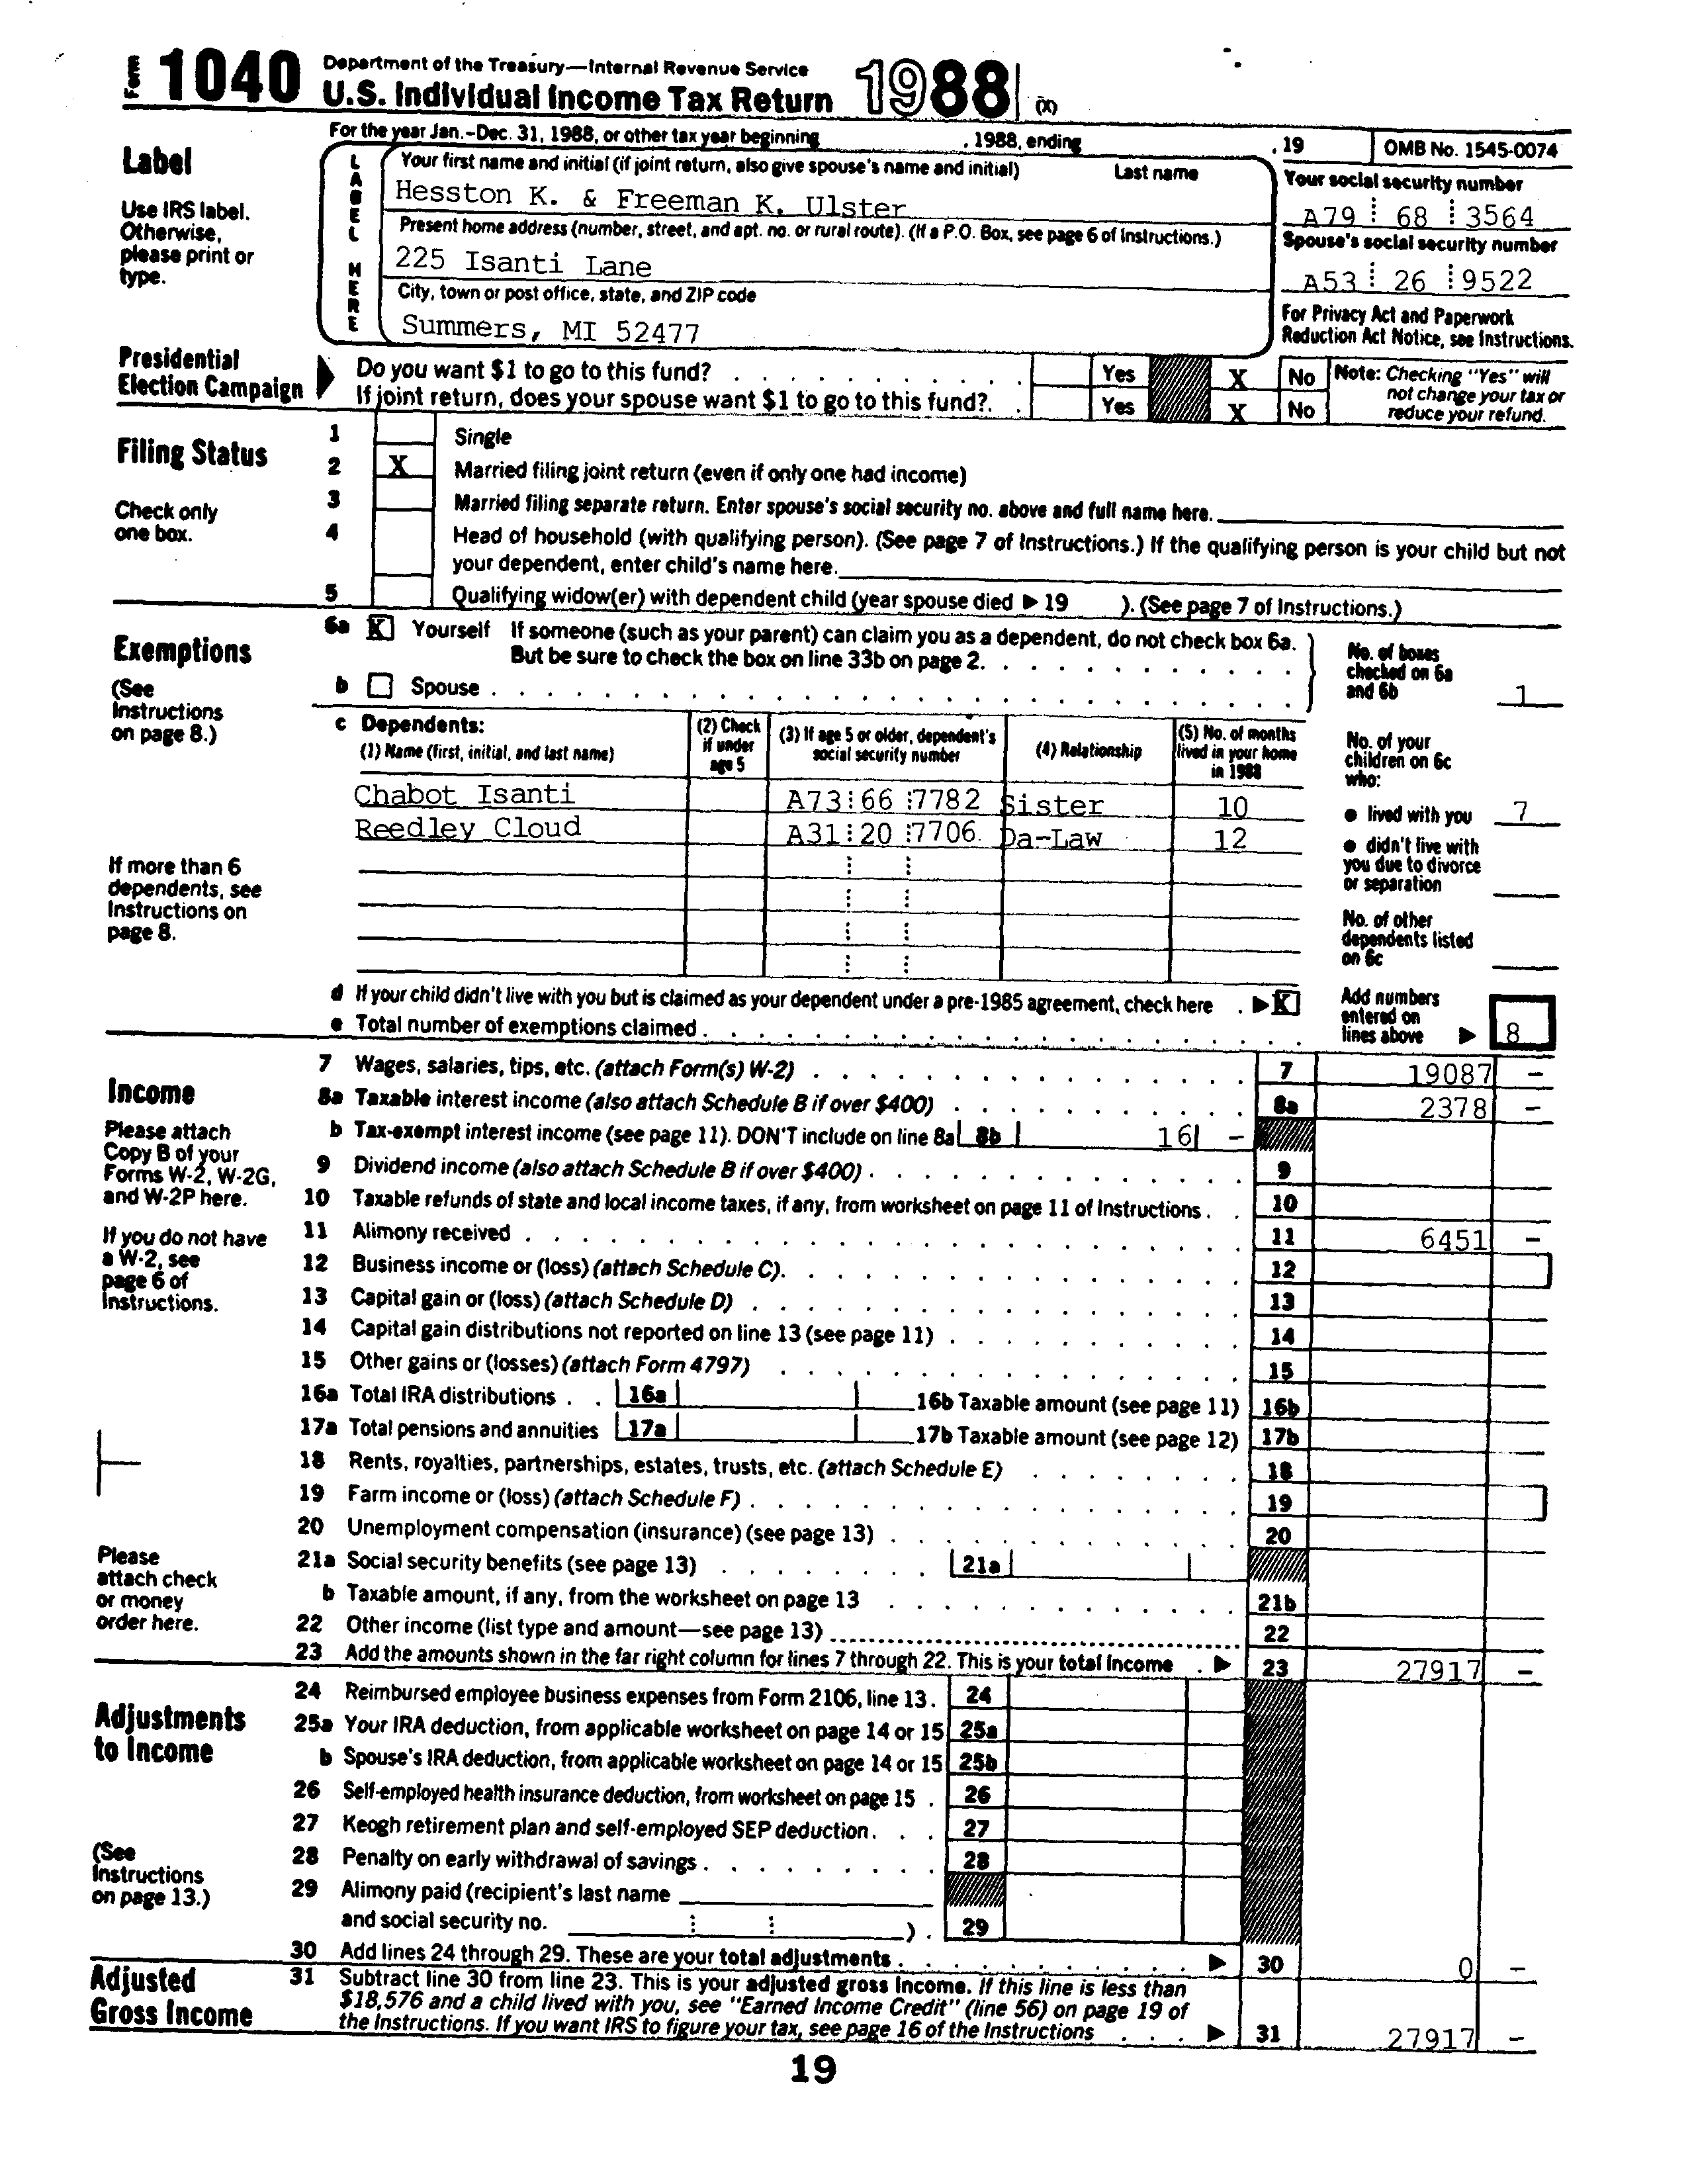 Form 1040 Department of the Treasury—Internal Revenue Service
U.S. Individual Income Tax Return 1988 (X)
For the year Jan.-Dec. 31, 1988, or other tax year beginning , 1988, ending , 19 OMB No. 1545-0074
Label
Use IRS label.
Otherwise,
please print or
type.
LABEL HERE
Your first name and initial (if joint return, also give spouse's name and initial) Last name
Hesston K. & Freeman K. Ulster
Your social security number
A79 68 3564
Present home address (number, street, and apt. no. or rural route). (If a P.O. Box, see page 6 of Instructions.)
225 Isanti Lane
Spouse's social security number
A53 26 9522
City, town or post office, state, and ZIP code
Summers, MI 52477
For Privacy Act and Paperwork
Reduction Act Notice, see Instructions.
Presidential
Election Campaign
Do you want $1 to go to this fund? Yes X No
If joint return, does your spouse want $1 to go to this fund?. Yes X No
Note: Checking "Yes" will
not change your tax or
reduce your refund.
Filing Status
Check only
one box.
1 Single
2 X Married filing joint return (even if only one had income)
3 Married filing separate return. Enter spouse's social security no. above and full name here.
4 Head of household (with qualifying person). (See page 7 of Instructions.) If the qualifying person is your child but not
your dependent, enter child's name here.
5 Qualifying widow(er) with dependent child (year spouse died ▶ 19 ). (See page 7 of Instructions.)
Exemptions
(See
Instructions
on page 8.)
6a X Yourself If someone (such as your parent) can claim you as a dependent, do not check box 6a.
But be sure to check the box on line 33b on page 2.
b Spouse
No. of boxes
checked on 6a
and 6b 1
c Dependents:
(1) Name (first, initial, and last name)
(2) Check
if under
age 5
(3) If age 5 or older, dependent's
social security number
(4) Relationship
(5) No. of months
lived in your home
in 1988
Chabot Isanti A73 66 7782 Sister 10
Reedley Cloud A31 20 7706 Da-Law 12
If more than 6
dependents, see
Instructions on
page 8.
No. of your
children on 6c
who:
● lived with you 7
● didn't live with
you due to divorce
or separation
No. of other
dependents listed
on 6c
d If your child didn't live with you but is claimed as your dependent under a pre-1985 agreement, check here ▶ X
e Total number of exemptions claimed
Add numbers
entered on
lines above ▶ 8
Income
Please attach
Copy B of your
Forms W-2, W-2G,
and W-2P here.
If you do not have
a W-2, see
page 6 of
Instructions.
Please
attach check
or money
order here.
7 Wages, salaries, tips, etc. (attach Form(s) W-2) 7 19087 -
8a Taxable interest income (also attach Schedule B if over $400) 8a 2378 -
b Tax-exempt interest income (see page 11). DON'T include on line 8a 8b 16 -
9 Dividend income (also attach Schedule B if over $400) 9
10 Taxable refunds of state and local income taxes, if any, from worksheet on page 11 of Instructions 10
11 Alimony received 11 6451 -
12 Business income or (loss) (attach Schedule C). 12
13 Capital gain or (loss) (attach Schedule D) 13
14 Capital gain distributions not reported on line 13 (see page 11) 14
15 Other gains or (losses) (attach Form 4797) 15
16a Total IRA distributions 16a 16b Taxable amount (see page 11) 16b
17a Total pensions and annuities 17a 17b Taxable amount (see page 12) 17b
18 Rents, royalties, partnerships, estates, trusts, etc. (attach Schedule E) 18
19 Farm income or (loss) (attach Schedule F) 19
20 Unemployment compensation (insurance) (see page 13) 20
21a Social security benefits (see page 13) 21a
b Taxable amount, if any, from the worksheet on page 13 21b
22 Other income (list type and amount—see page 13) 22
23 Add the amounts shown in the far right column for lines 7 through 22. This is your total income ▶ 23 27917 -
Adjustments
to Income
(See
Instructions
on page 13.)
24 Reimbursed employee business expenses from Form 2106, line 13. 24
25a Your IRA deduction, from applicable worksheet on page 14 or 15 25a
b Spouse's IRA deduction, from applicable worksheet on page 14 or 15 25b
26 Self-employed health insurance deduction, from worksheet on page 15 26
27 Keogh retirement plan and self-employed SEP deduction. 27
28 Penalty on early withdrawal of savings 28
29 Alimony paid (recipient's last name
and social security no. ). 29
30 Add lines 24 through 29. These are your total adjustments ▶ 30 0 -
Adjusted
Gross Income
31 Subtract line 30 from line 23. This is your adjusted gross income. If this line is less than
$18,576 and a child lived with you, see "Earned Income Credit" (line 56) on page 19 of
the Instructions. If you want IRS to figure your tax, see page 16 of the Instructions ▶ 31 27917 -
19